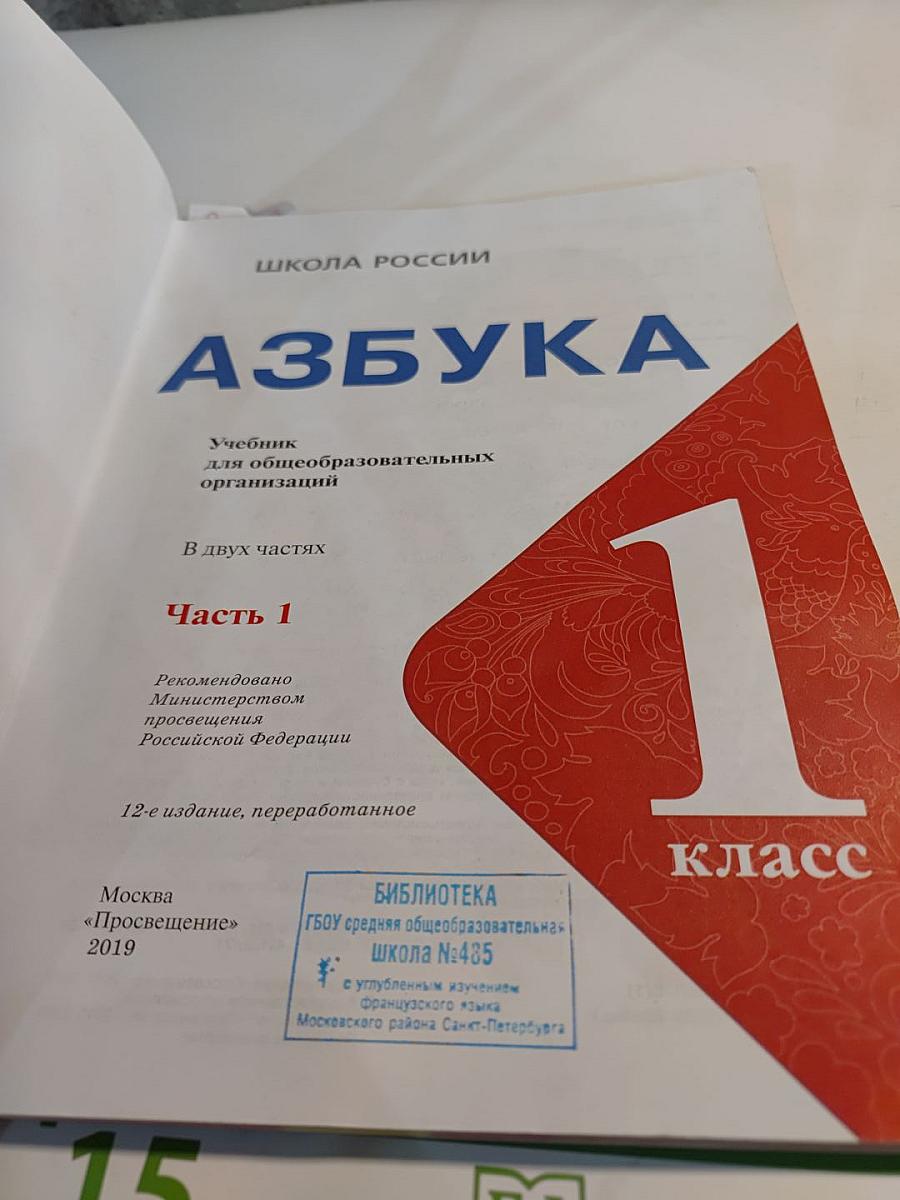 ШКОЛА РОССИИ
АЗБУКА
Учебник
для общеобразовательных
организаций
В двух частях
Часть 1
Рекомендовано
Министерством
просвещения
Российской Федерации
12-е издание, переработанное
1
класс
Москва
«Просвещение»
2019
БИБЛИОТЕКА
ГБОУ средняя общеобразовательная
школа №485
с углубленным изучением
французского языка
Московского района Санкт-Петербурга
15